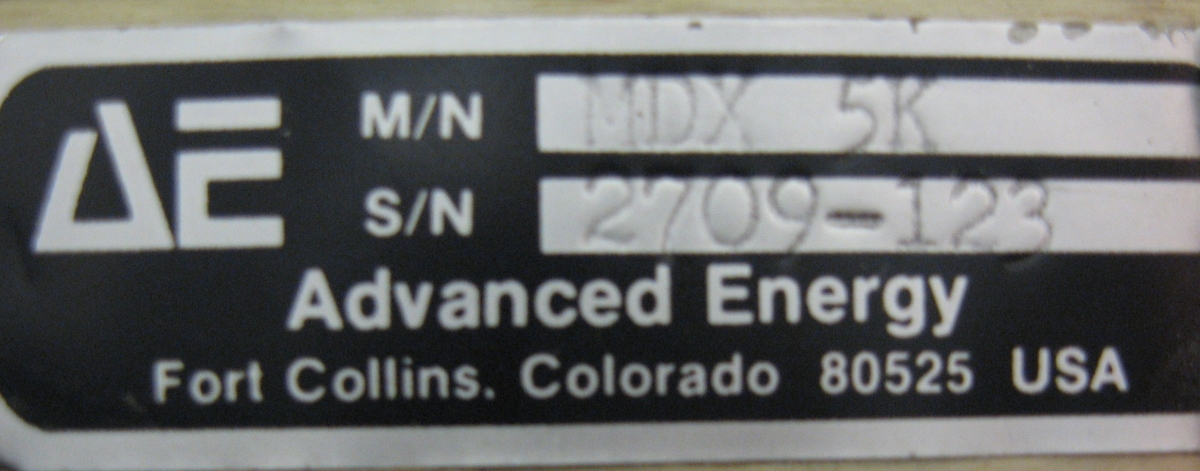 AE
M/N MDX 5K
S/N 2709-123
Advanced Energy
Fort Collins. Colorado 80525 USA